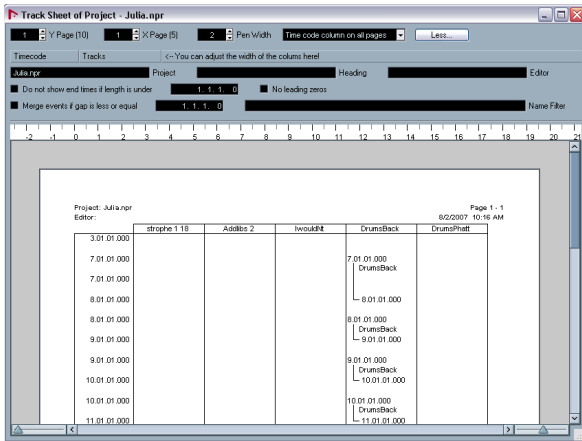 Track Sheet of Project - Julia.npr
1 Y Page (10) 1 X Page (5) 2 Pen Width Time code column on all pages Less...
Timecode Tracks <-- You can adjust the width of the colums here!
Julia.npr Project Heading Editor
Do not show end times if length is under 1. 1. 1. 0 No leading zeros
Merge events if gap is less or equal 1. 1. 1. 0 Name Filter
-2 -1 0 1 2 3 4 5 6 7 8 9 10 11 12 13 14 15 16 17 18 19 20 21
Project: Julia.npr Page 1 - 1
Editor: 8/2/2007 10:16 AM
strophe 1 18 Addlibs 2 IwouldNt DrumsBack DrumsPhatt
3.01.01.000
7.01.01.000 7.01.01.000
DrumsBack
7.01.01.000
8.01.01.000 8.01.01.000
8.01.01.000 8.01.01.000
DrumsBack
9.01.01.000 9.01.01.000
9.01.01.000 9.01.01.000
DrumsBack
10.01.01.000 10.01.01.000
10.01.01.000 10.01.01.000
DrumsBack
11.01.01.000 11.01.01.000